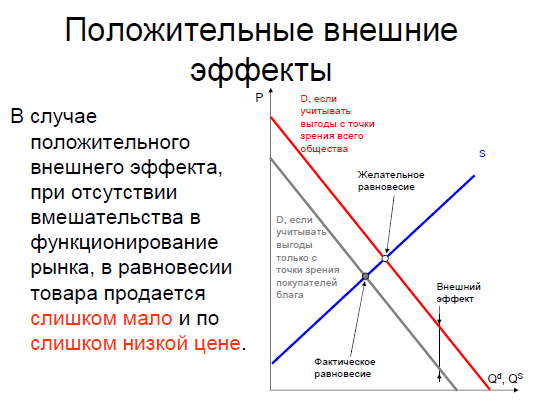 Положительные внешние
эффекты
В случае
положительного
внешнего эффекта,
при отсутствии
вмешательства в
функционирование
рынка, в равновесии
товара продается
слишком мало и по
слишком низкой цене.
P
D, если
учитывать
выгоды с точки
зрения всего
общества
S
Желательное
равновесие
D, если
учитывать
выгоды
только с
точки зрения
покупателей
блага
Внешний
эффект
Фактическое
равновесие
Qd, QS